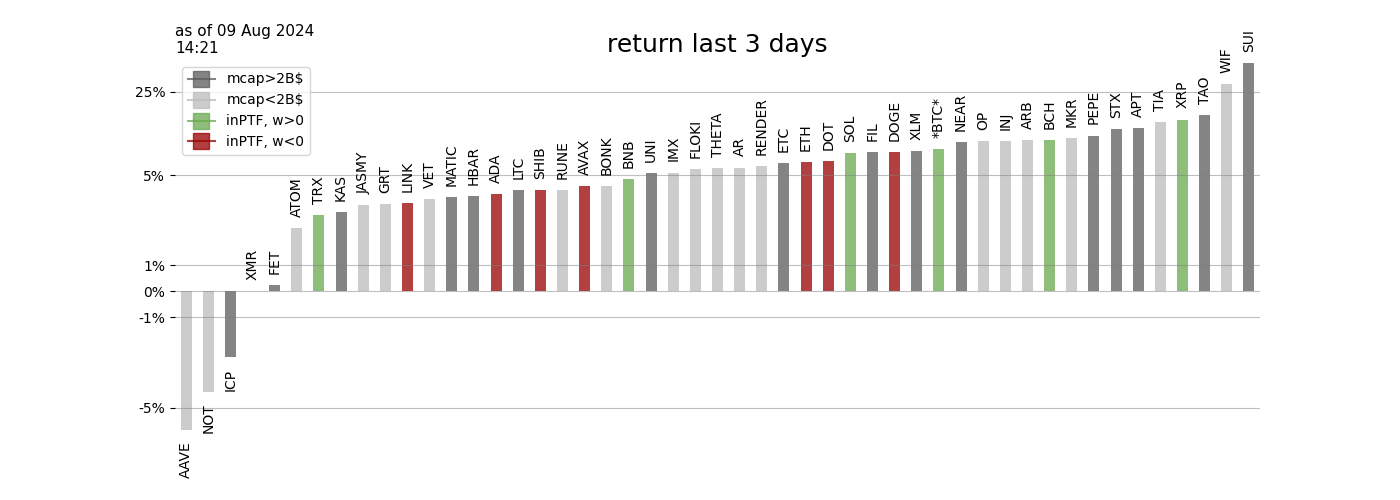 as of 09 Aug 2024
14:21
return last 3 days
mcap>2B$
mcap<2B$
inPTF, w>0
inPTF, w<0
25%
5%
1%
0%
-1%
-5%
AAVE
NOT
ICP
XMR
FET
ATOM
TRX
KAS
JASMY
GRT
LINK
VET
MATIC
HBAR
ADA
LTC
SHIB
RUNE
AVAX
BONK
BNB
UNI
IMX
FLOKI
THETA
AR
RENDER
ETC
ETH
DOT
SOL
FIL
DOGE
XLM
*BTC*
NEAR
OP
INJ
ARB
BCH
MKR
PEPE
STX
APT
TIA
XRP
TAO
WIF
SUI